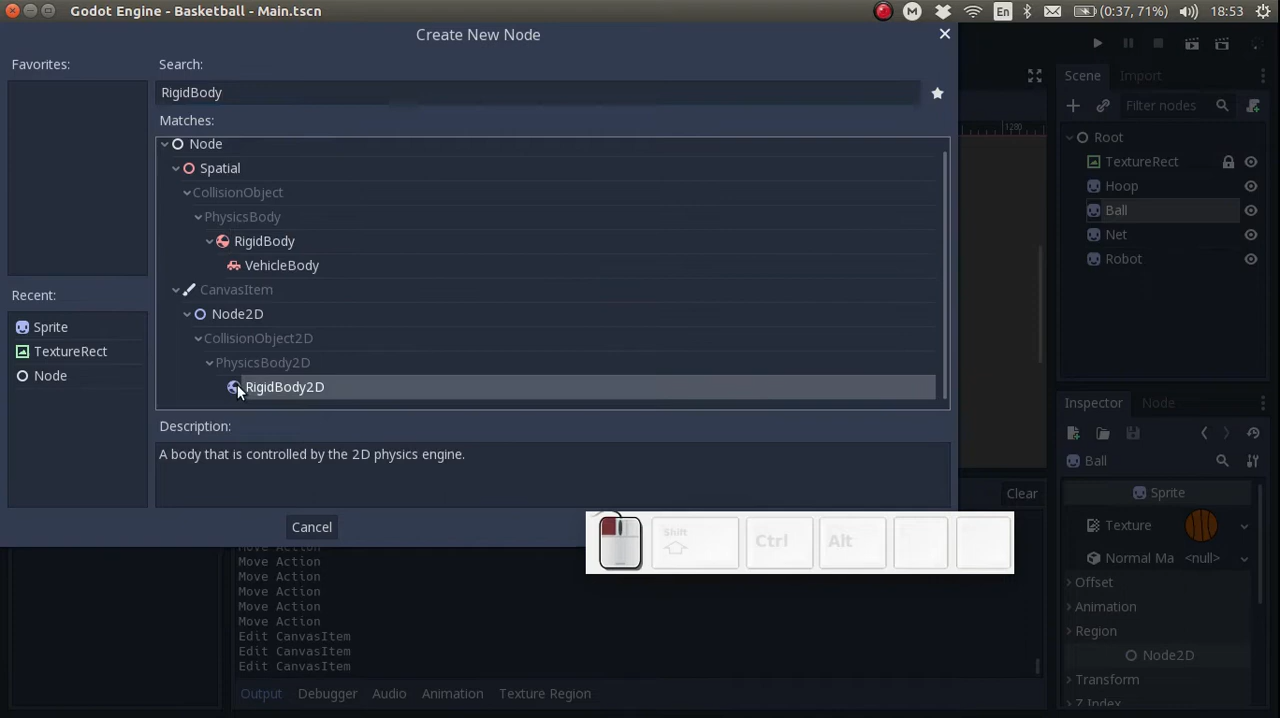 Godot Engine - Basketball - Main.tscn
M
En
(0:37, 71%)
18:53
Create New Node
Favorites:
Search:
RigidBody
Matches:
Node
Spatial
CollisionObject
PhysicsBody
RigidBody
VehicleBody
CanvasItem
Node2D
CollisionObject2D
PhysicsBody2D
RigidBody2D
Recent:
Sprite
TextureRect
Node
Description:
A body that is controlled by the 2D physics engine.
Cancel
Shift
Ctrl
Alt
Scene
Import
Filter nodes
1280
Root
TextureRect
Hoop
Ball
Net
Robot
Inspector
Node
Ball
Sprite
Texture
Normal Ma
<null>
Offset
Animation
Region
Node2D
Transform
Z Index
Clear
Move Action
Move Action
Move Action
Move Action
Move Action
Move Action
Edit CanvasItem
Edit CanvasItem
Edit CanvasItem
Output
Debugger
Audio
Animation
Texture Region